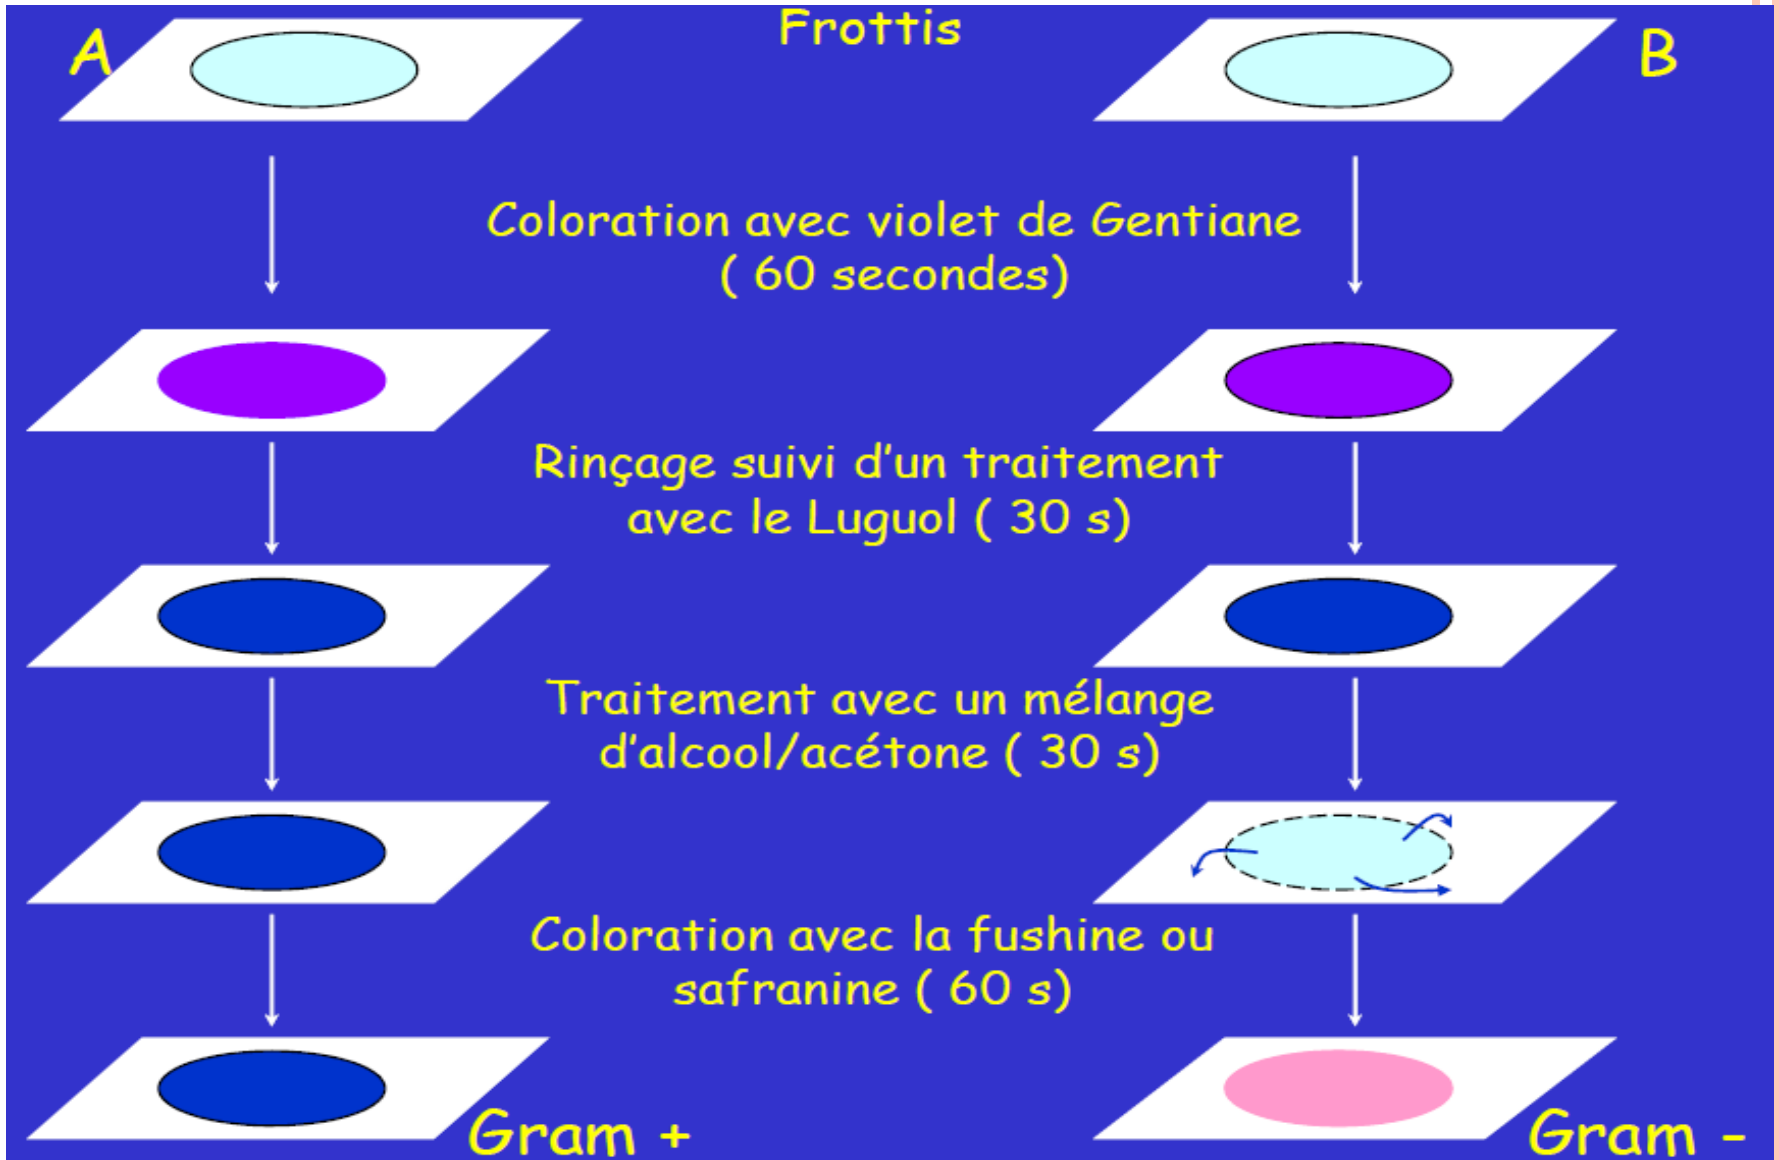 Frottis
A
B
Coloration avec violet de Gentiane
( 60 secondes)
Rinçage suivi d'un traitement
avec le Luguol ( 30 s)
Traitement avec un mélange
d'alcool/acétone ( 30 s)
Coloration avec la fushine ou
safranine ( 60 s)
Gram +
Gram -